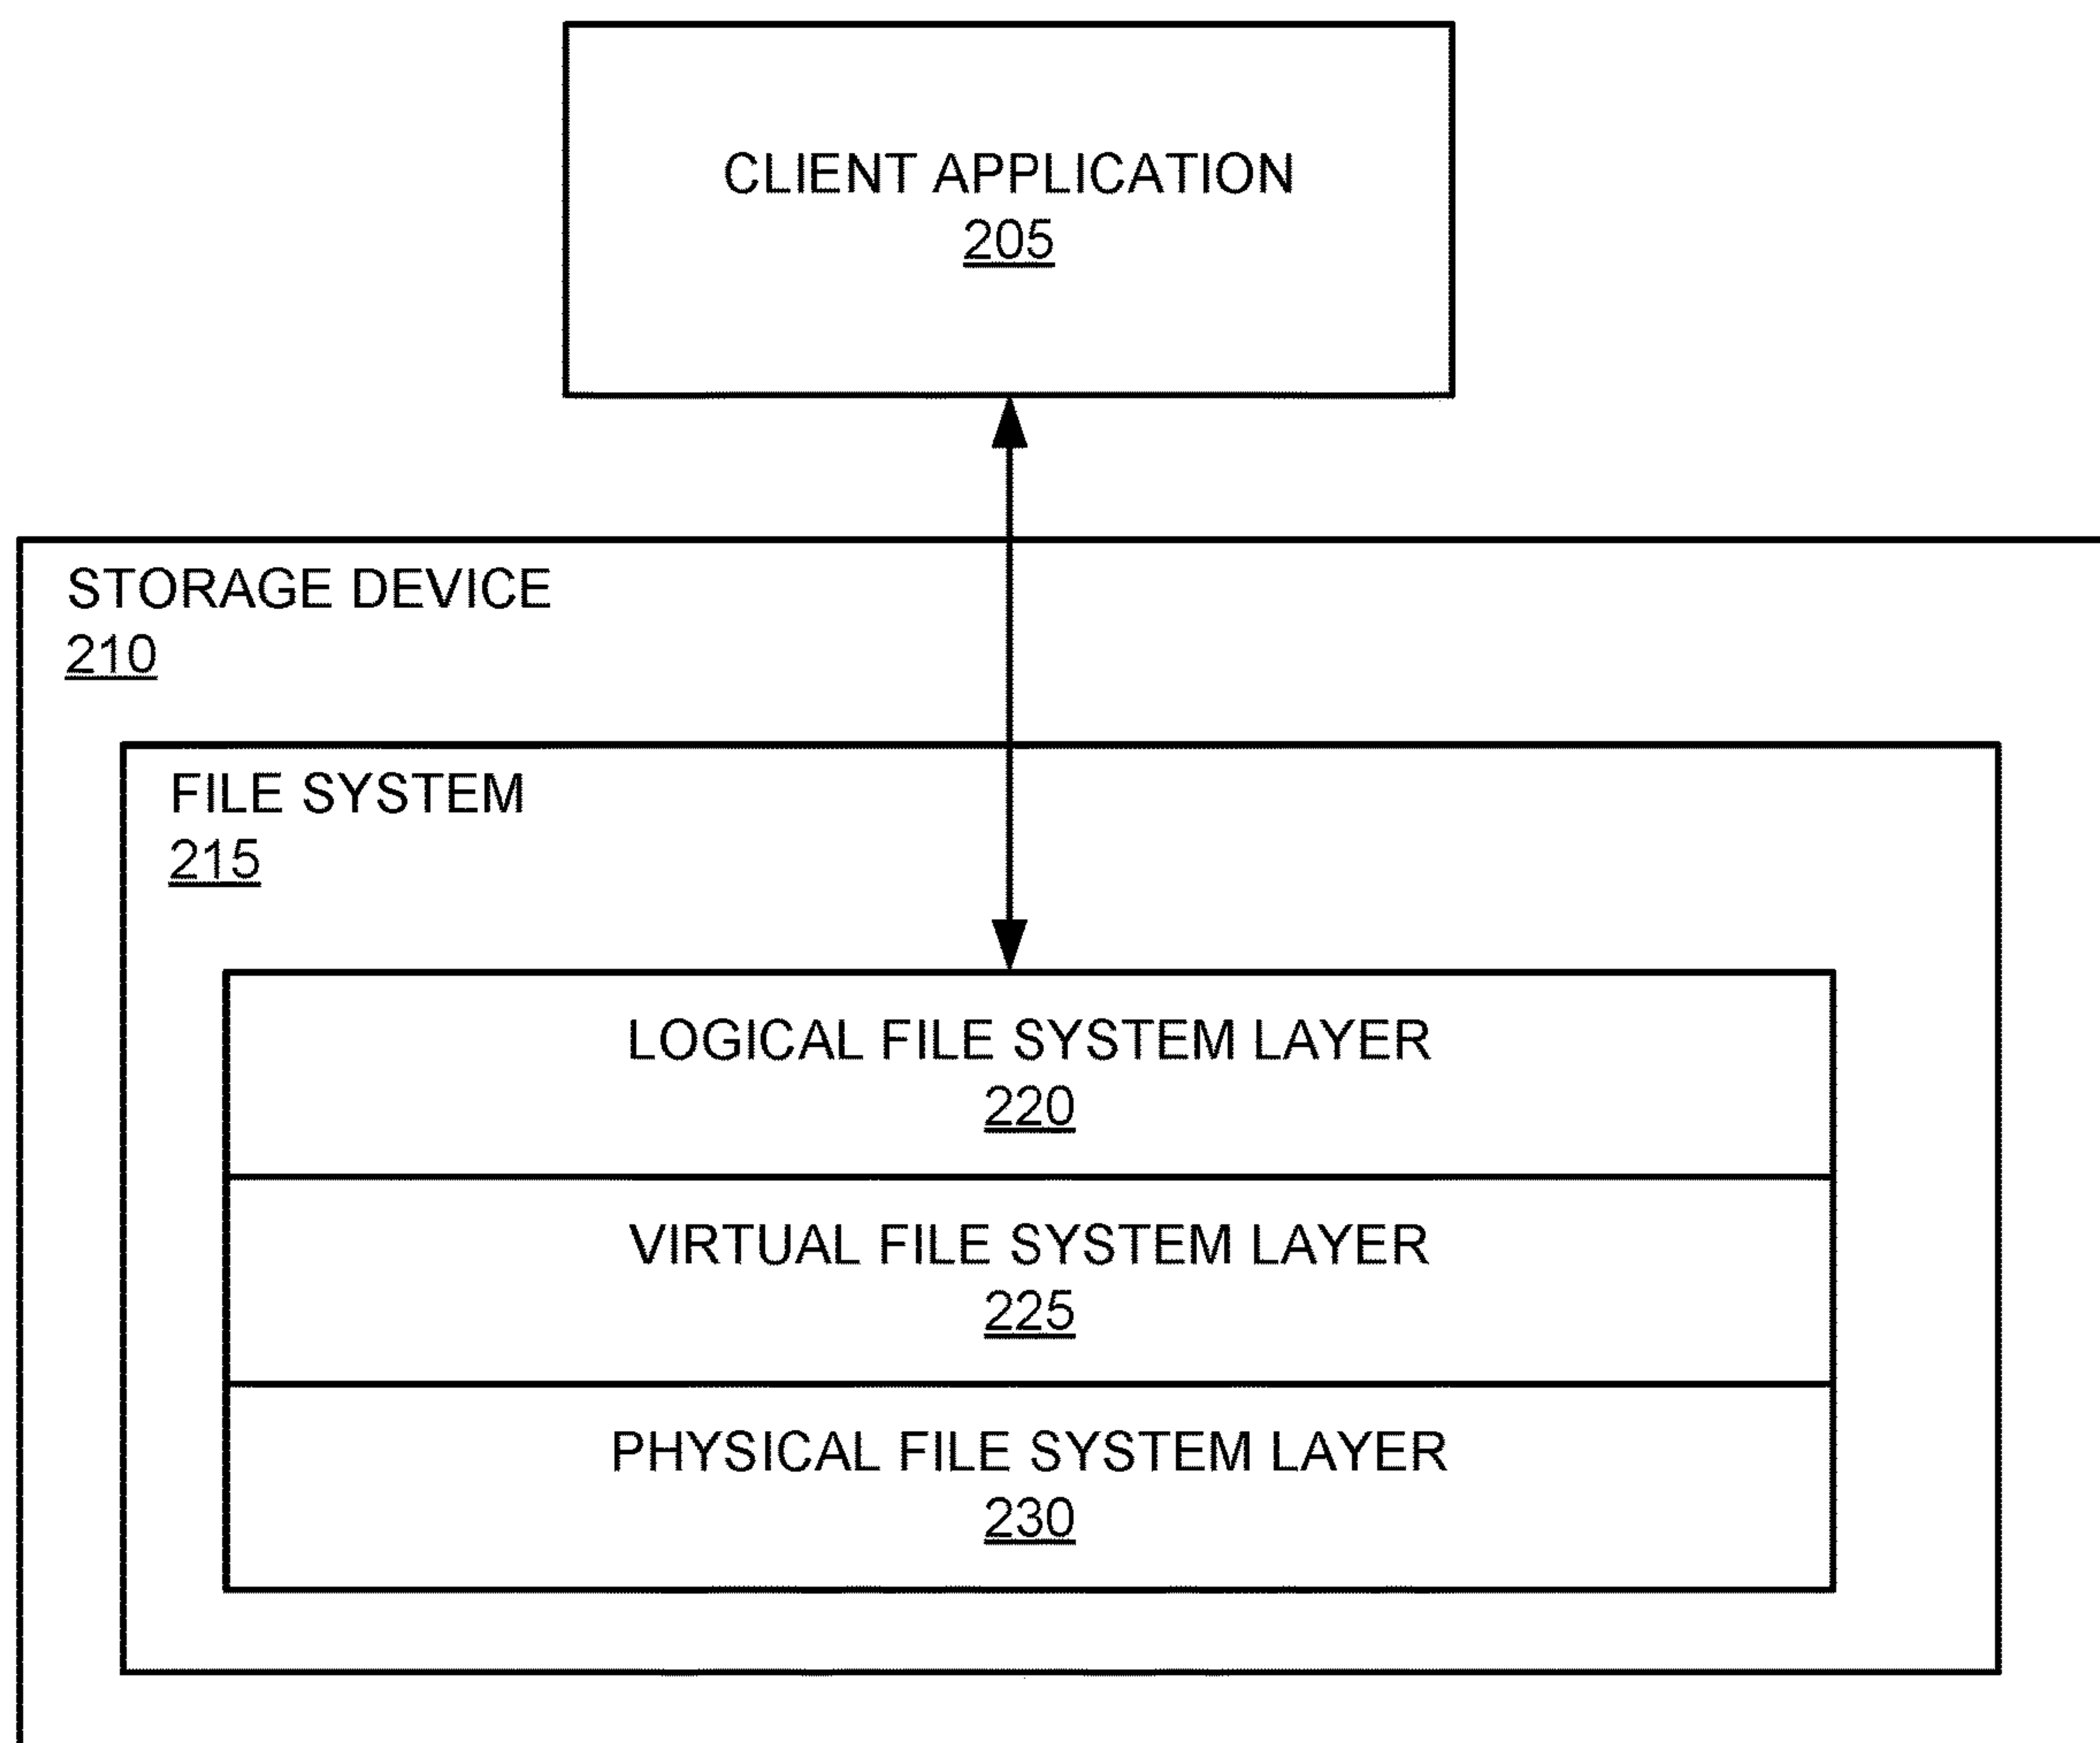 CLIENT APPLICATION
205
STORAGE DEVICE
210
FILE SYSTEM
215
LOGICAL FILE SYSTEM LAYER
220
VIRTUAL FILE SYSTEM LAYER
225
PHYSICAL FILE SYSTEM LAYER
230